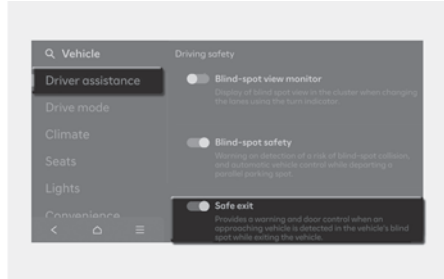 Vehicle
Driving safety
Driver assistance
Blind-spot view monitor
Display of blind spot view in the cluster when changing
the lanes using the turn indicator.
Drive mode
Climate
Blind-spot safety
Warning on detection of a risk of blind-spot collision,
and automatic vehicle control while departing a
parallel parking spot.
Seats
Lights
Safe exit
Provides a warning and door control when an
approaching vehicle is detected in the vehicle's blind
spot while exiting the vehicle.
Convenience